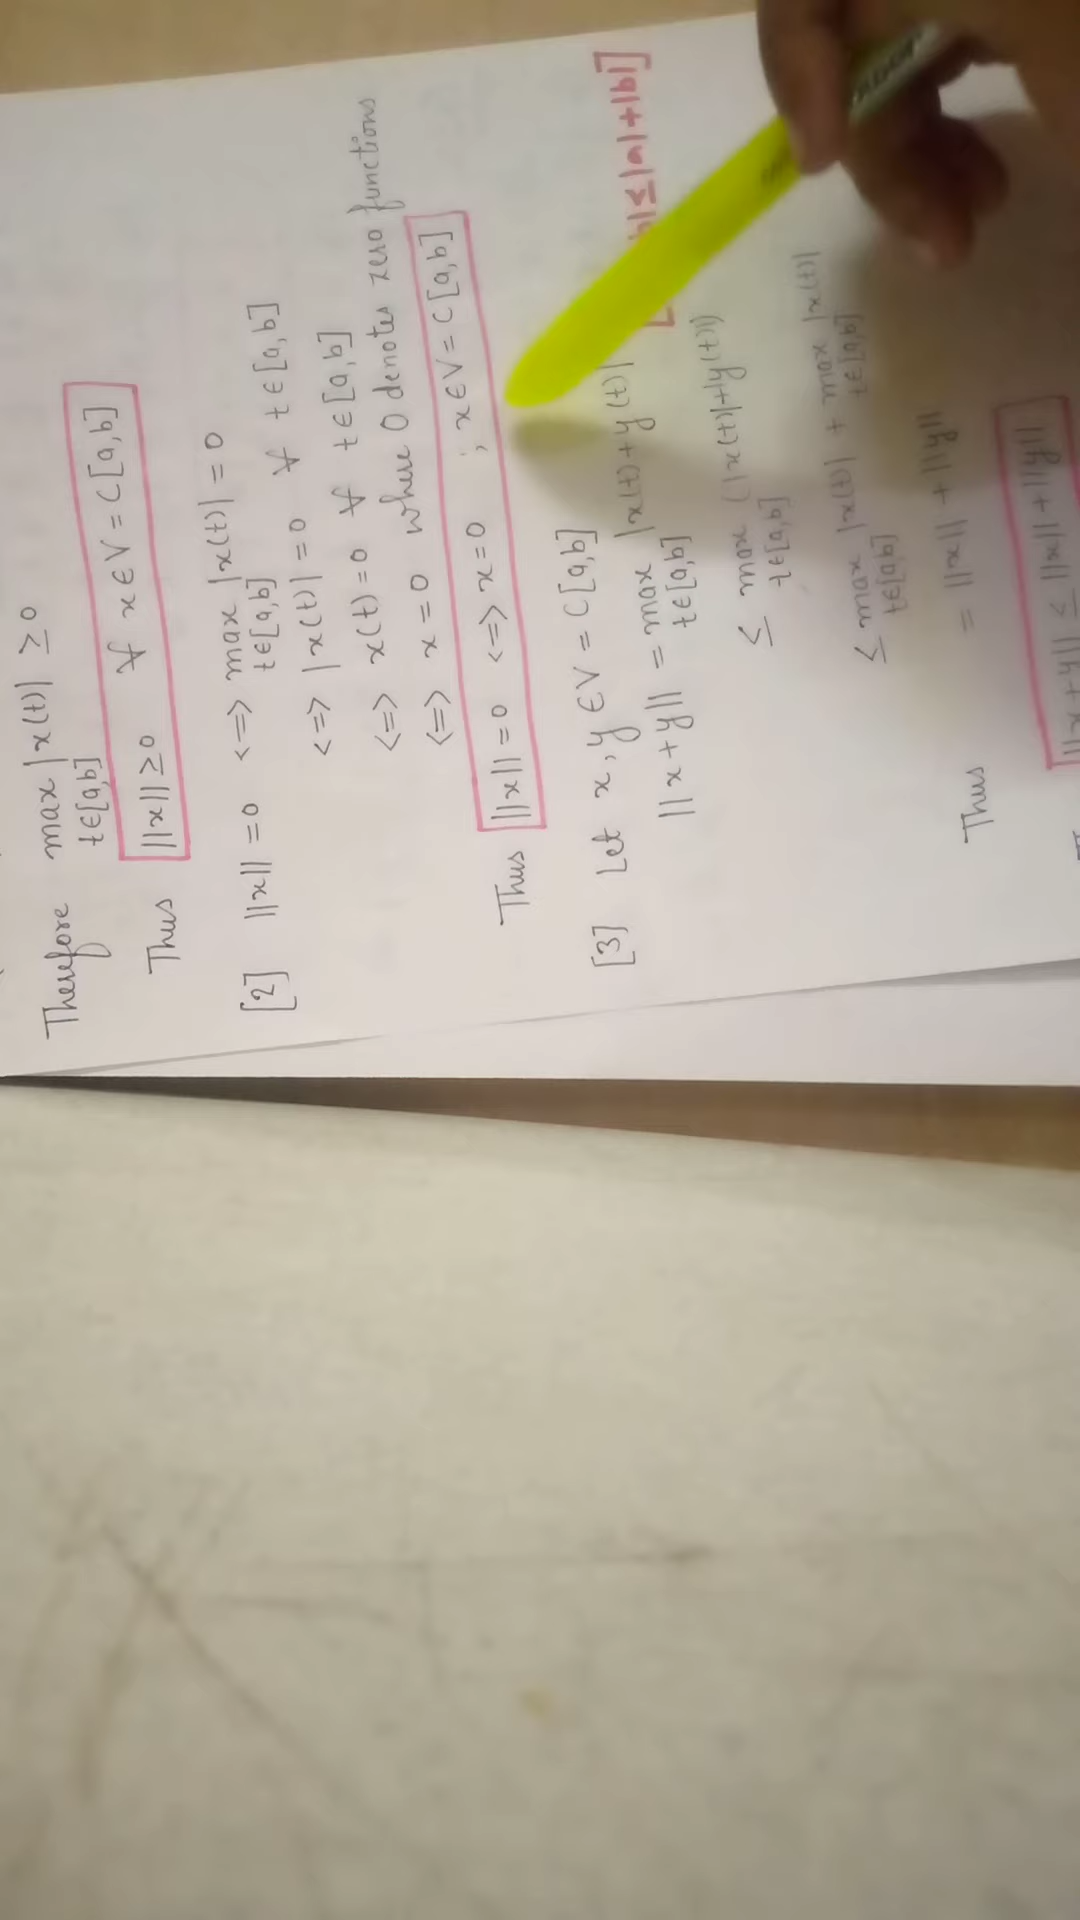 Therefore max |x(t)| ≥ 0
t∈[a,b]
Thus ||x|| ≥ 0 ∀ x∈V = C[a,b]
[2] ||x|| = 0 <=> max |x(t)| = 0
t∈[a,b]
<=> |x(t)| = 0 ∀ t∈[a,b]
<=> x(t) = 0 ∀ t∈[a,b]
<=> x = 0 where 0 denotes zero functions
Thus ||x|| = 0 <=> x = 0 ; x∈V = C[a,b]
[3] Let x, y ∈V = C[a,b]
||x + y|| = max |x(t) + y(t)| [ b| ≤ |a| + |b|]
t∈[a,b]
≤ max (|x(t)| + |y(t)|)
t∈[a,b]
≤ max |x(t)| + max |x(t)|
t∈[a,b] t∈[a,b]
= ||x|| + ||y||
Thus ||x + y|| ≤ ||x|| + ||y||